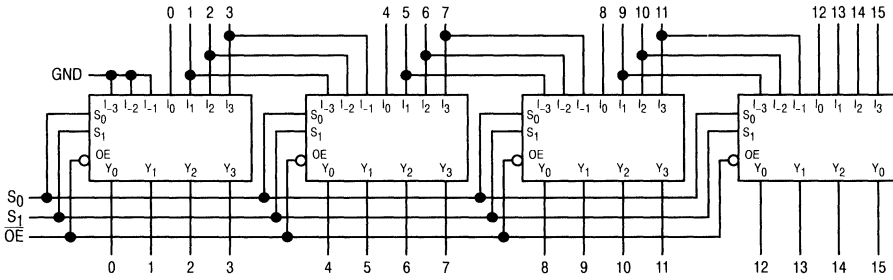 0 1 2 3 4 5 6 7 8 9 10 11 12 13 14 15
GND
I-3 I-2 I-1 I0 I1 I2 I3 I-3 I-2 I-1 I0 I1 I2 I3 I-3 I-2 I-1 I0 I1 I2 I3 I-3 I-2 I-1 I0 I1 I2 I3
S0 S0 S0 S0
S1 S1 S1 S1
OE OE OE OE
Y0 Y1 Y2 Y3 Y0 Y1 Y2 Y3 Y0 Y1 Y2 Y3 Y0 Y1 Y2 Y0
S0
S1
OE
0 1 2 3 4 5 6 7 8 9 10 11 12 13 14 15